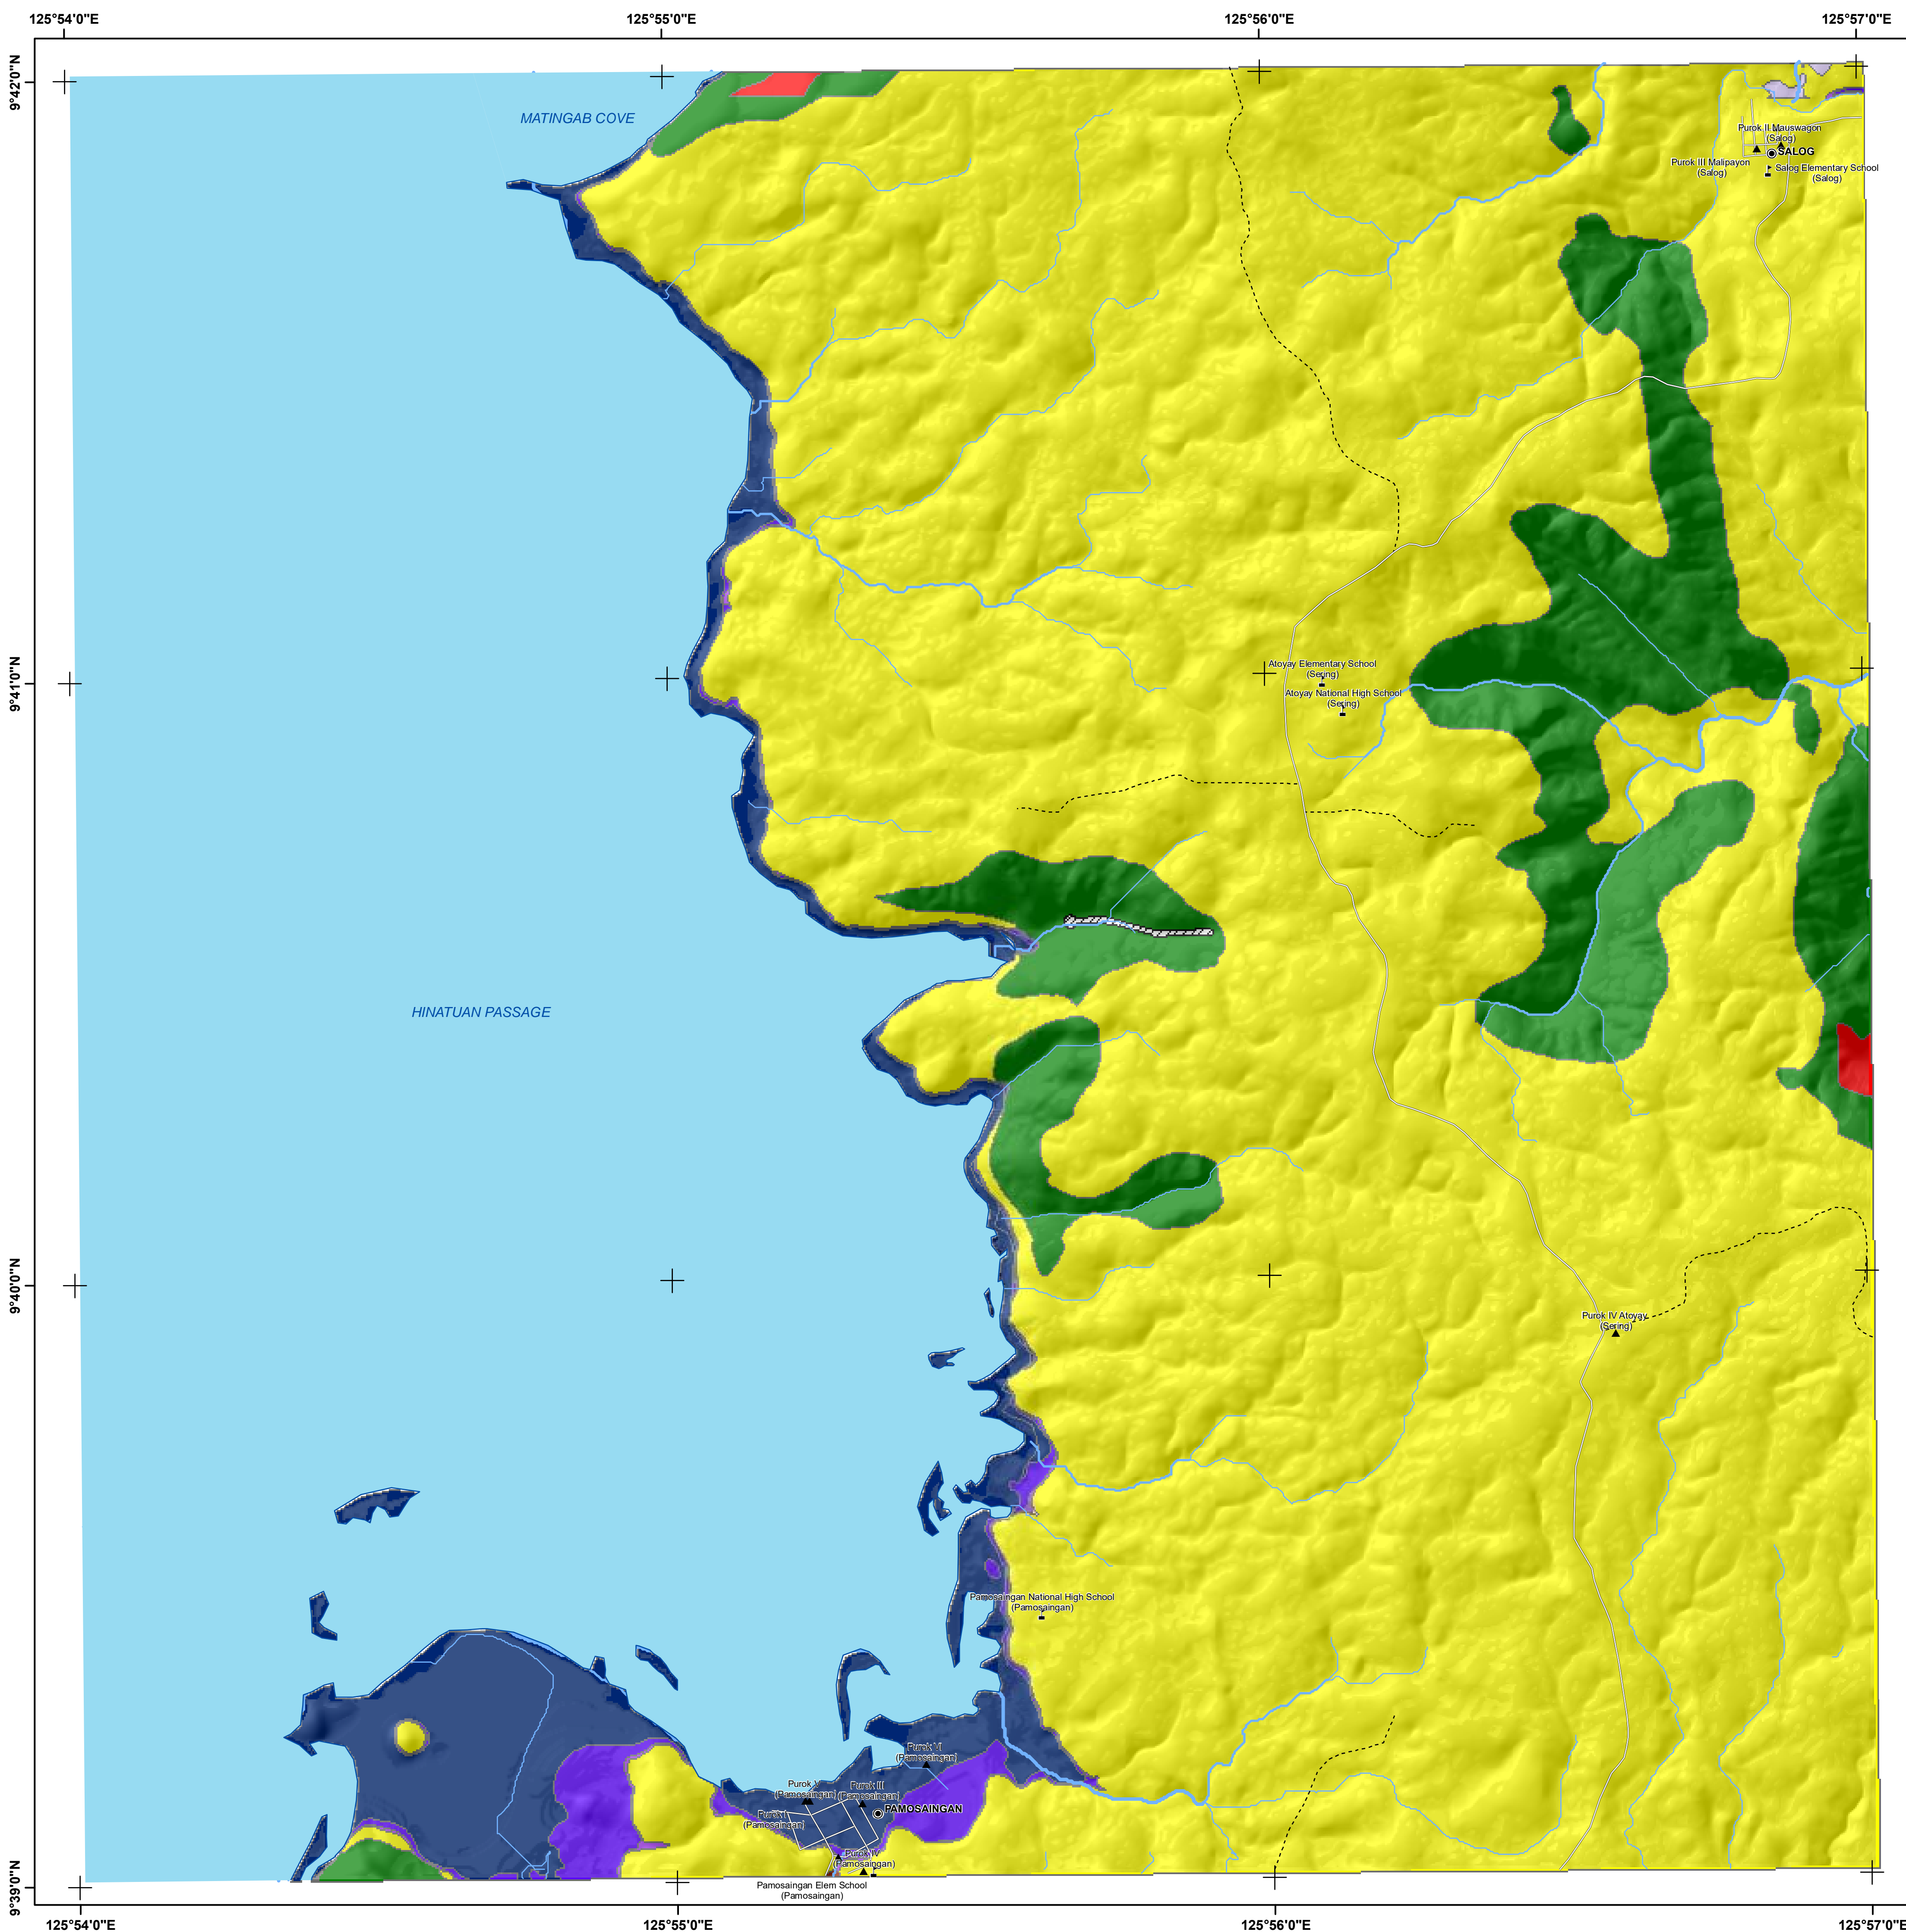 125°54'0"E
125°55'0"E
125°56'0"E
125°57'0"E
9°42'0"N
MATINGAB COVE
Purok II Mauswagon
(Salog)
SALOG
Purok III Malipayon
(Salog)
Salog Elementary School
(Salog)
9°41'0"N
Atoyay Elementary School
(Sering)
Atoyay National High School
(Sering)
HINATUAN PASSAGE
9°40'0"N
Purok IV Atoyay
(Sering)
Pamosaingan National High School
(Pamosaingan)
Purok VI
(Pamosaingan)
Purok
(Pamosaingan)
Purok III
(Pamosaingan)
PAMOSAINGAN
Purok
(Pamosaingan)
Purok IV
(Pamosaingan)
Pamosaingan Elem School
(Pamosaingan)
9°39'0"N
125°54'0"E
125°55'0"E
125°56'0"E
125°57'0"E